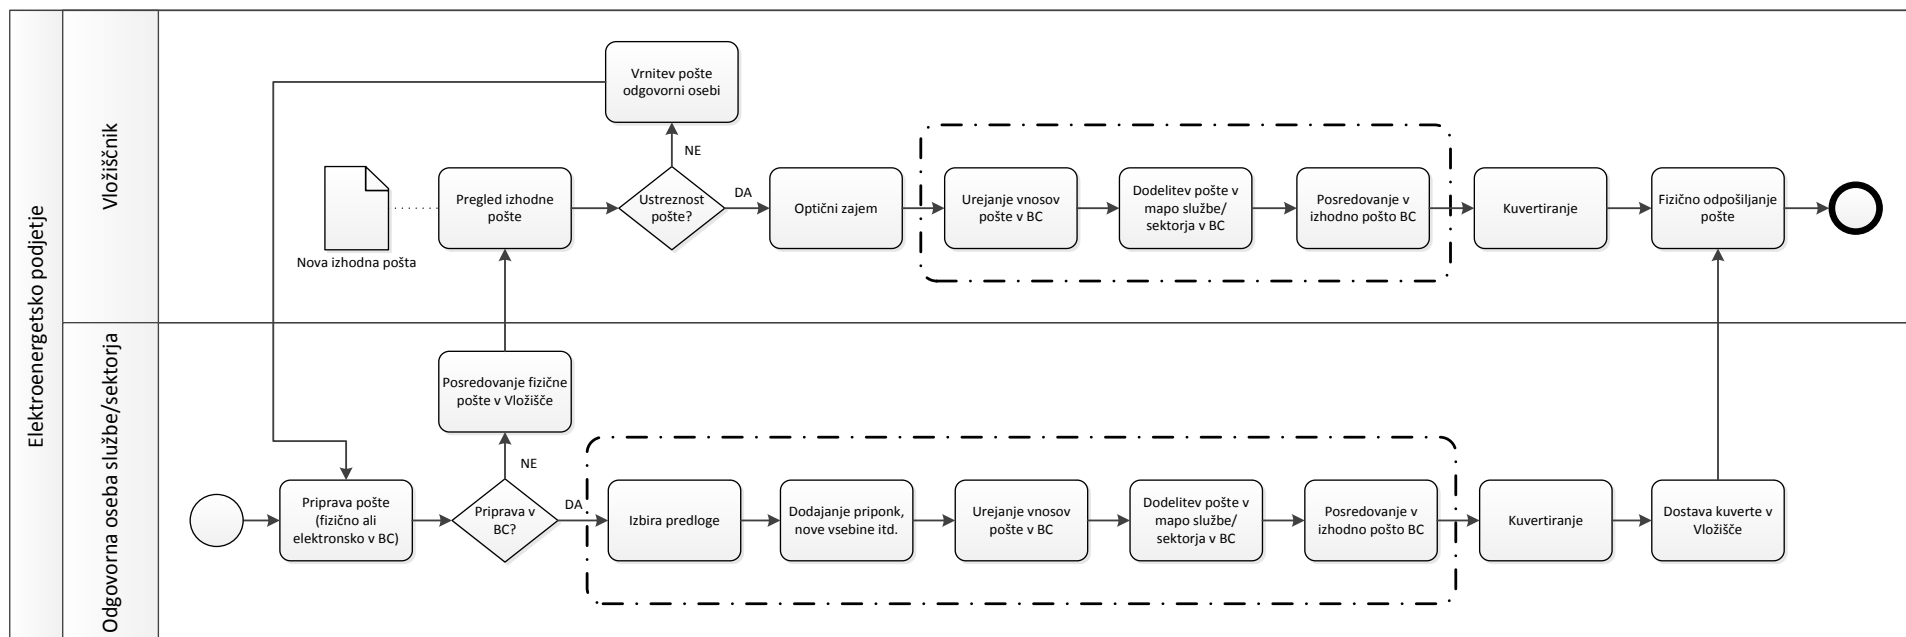 Elektroenergetsko podjetje
Vložiščnik
Vrnitev pošte
odgovorni osebi
NE
Nova izhodna pošta
Pregled izhodne
pošte
Ustreznost
pošte?
DA
Optični zajem
Urejanje vnosov
pošte v BC
Dodelitev pošte v
mapo službe/
sektorja v BC
Posredovanje v
izhodno pošto BC
Kuvertiranje
Fizično odpošiljanje
pošte
Odgovorna oseba službe/sektorja
Posredovanje fizične
pošte v Vložišče
NE
Priprava pošte
(fizično ali
elektronsko v BC)
Priprava v
BC?
DA
Izbira predloge
Dodajanje priponk,
nove vsebine itd.
Urejanje vnosov
pošte v BC
Dodelitev pošte v
mapo službe/
sektorja v BC
Posredovanje v
izhodno pošto BC
Kuvertiranje
Dostava kuverte v
Vložišče